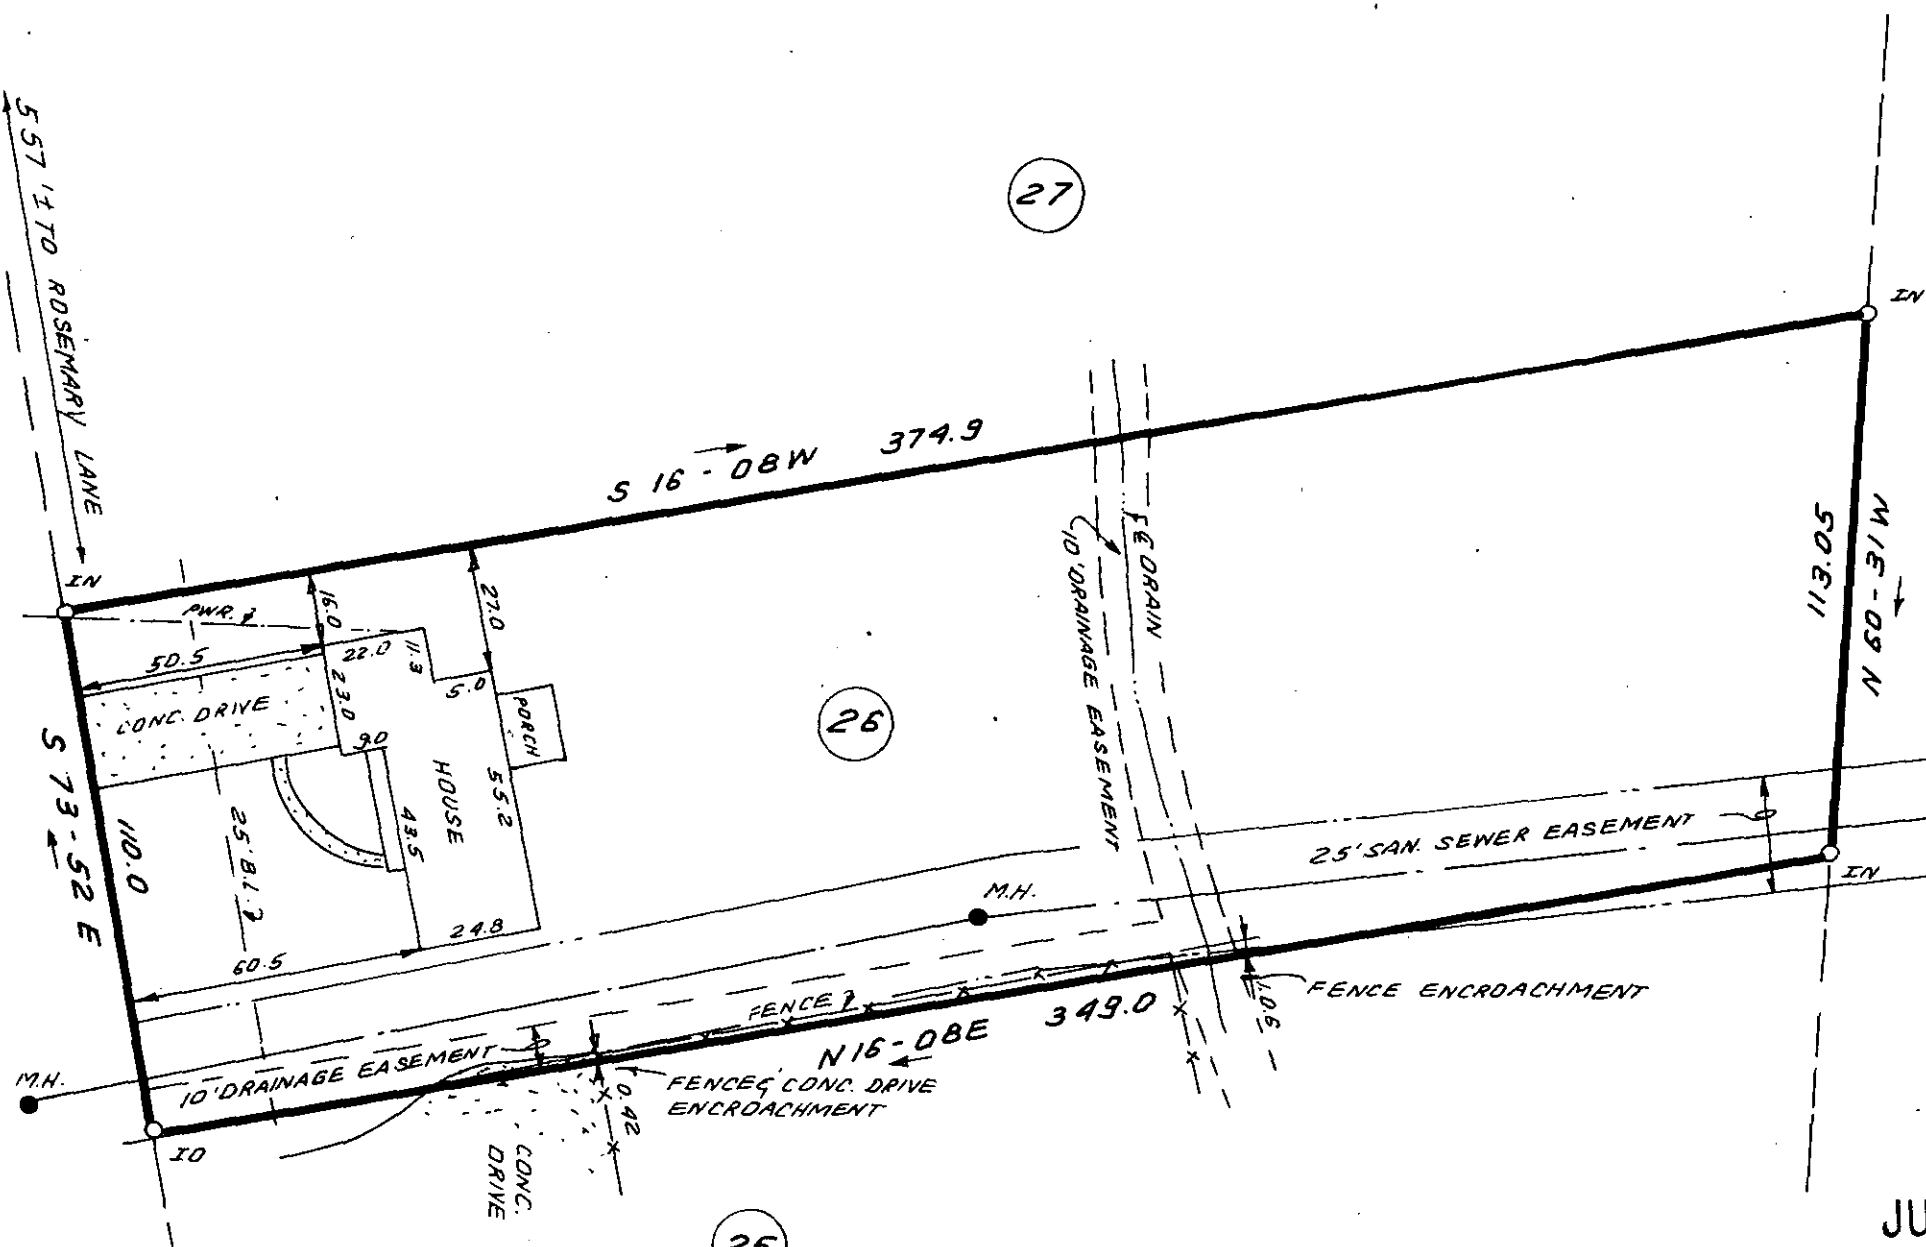 557'± TO ROSEMARY LANE
27
IN
S 16-08W 374.9
IN
PWR.
16.0
27.0
50.5
22.0
11.3
5.0
23.0
CONC. DRIVE
9.0
PORCH
HOUSE
55.2
43.5
26
10' DRAINAGE EASEMENT
℄ DRAIN
113.05
N 09-31W
S 73-52 E
110.0
25' B.L.
24.8
60.5
M.H.
25' SAN. SEWER EASEMENT
IN
FENCE
N16-08E 349.0
1.06
FENCE ENCROACHMENT
M.H.
10' DRAINAGE EASEMENT
FENCE & CONC. DRIVE
ENCROACHMENT
0.42
IO
CONC.
DRIVE
JU